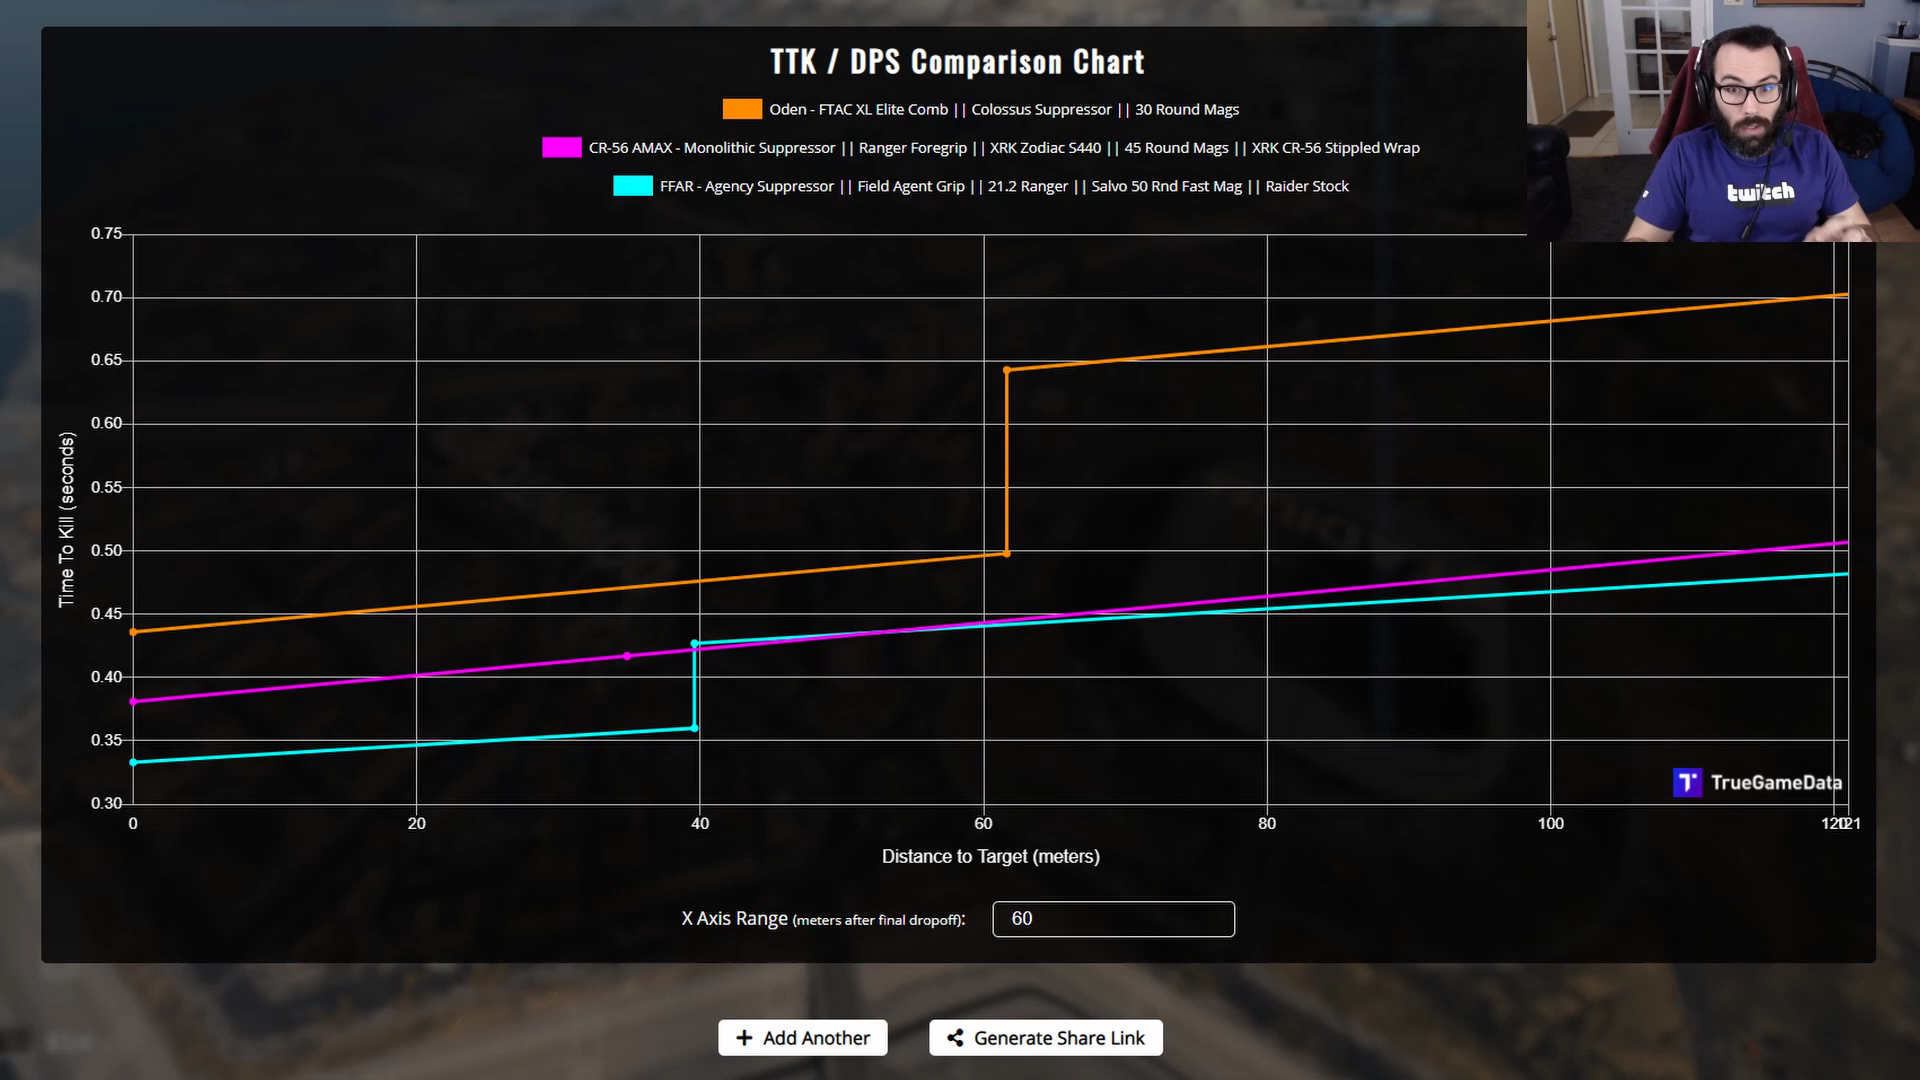 TTK / DPS Comparison Chart
Oden - FTAC XL Elite Comb || Colossus Suppressor || 30 Round Mags
CR-56 AMAX - Monolithic Suppressor || Ranger Foregrip || XRK Zodiac S440 || 45 Round Mags || XRK CR-56 Stippled Wrap
FFAR - Agency Suppressor || Field Agent Grip || 21.2 Ranger || Salvo 50 Rnd Fast Mag || Raider Stock
twitch
Time To Kill (seconds)
0.75
0.70
0.65
0.60
0.55
0.50
0.45
0.40
0.35
0.30
TrueGameData
0 20 40 60 80 100 120 121
Distance to Target (meters)
X Axis Range (meters after final dropoff): 60
+ Add Another
Generate Share Link